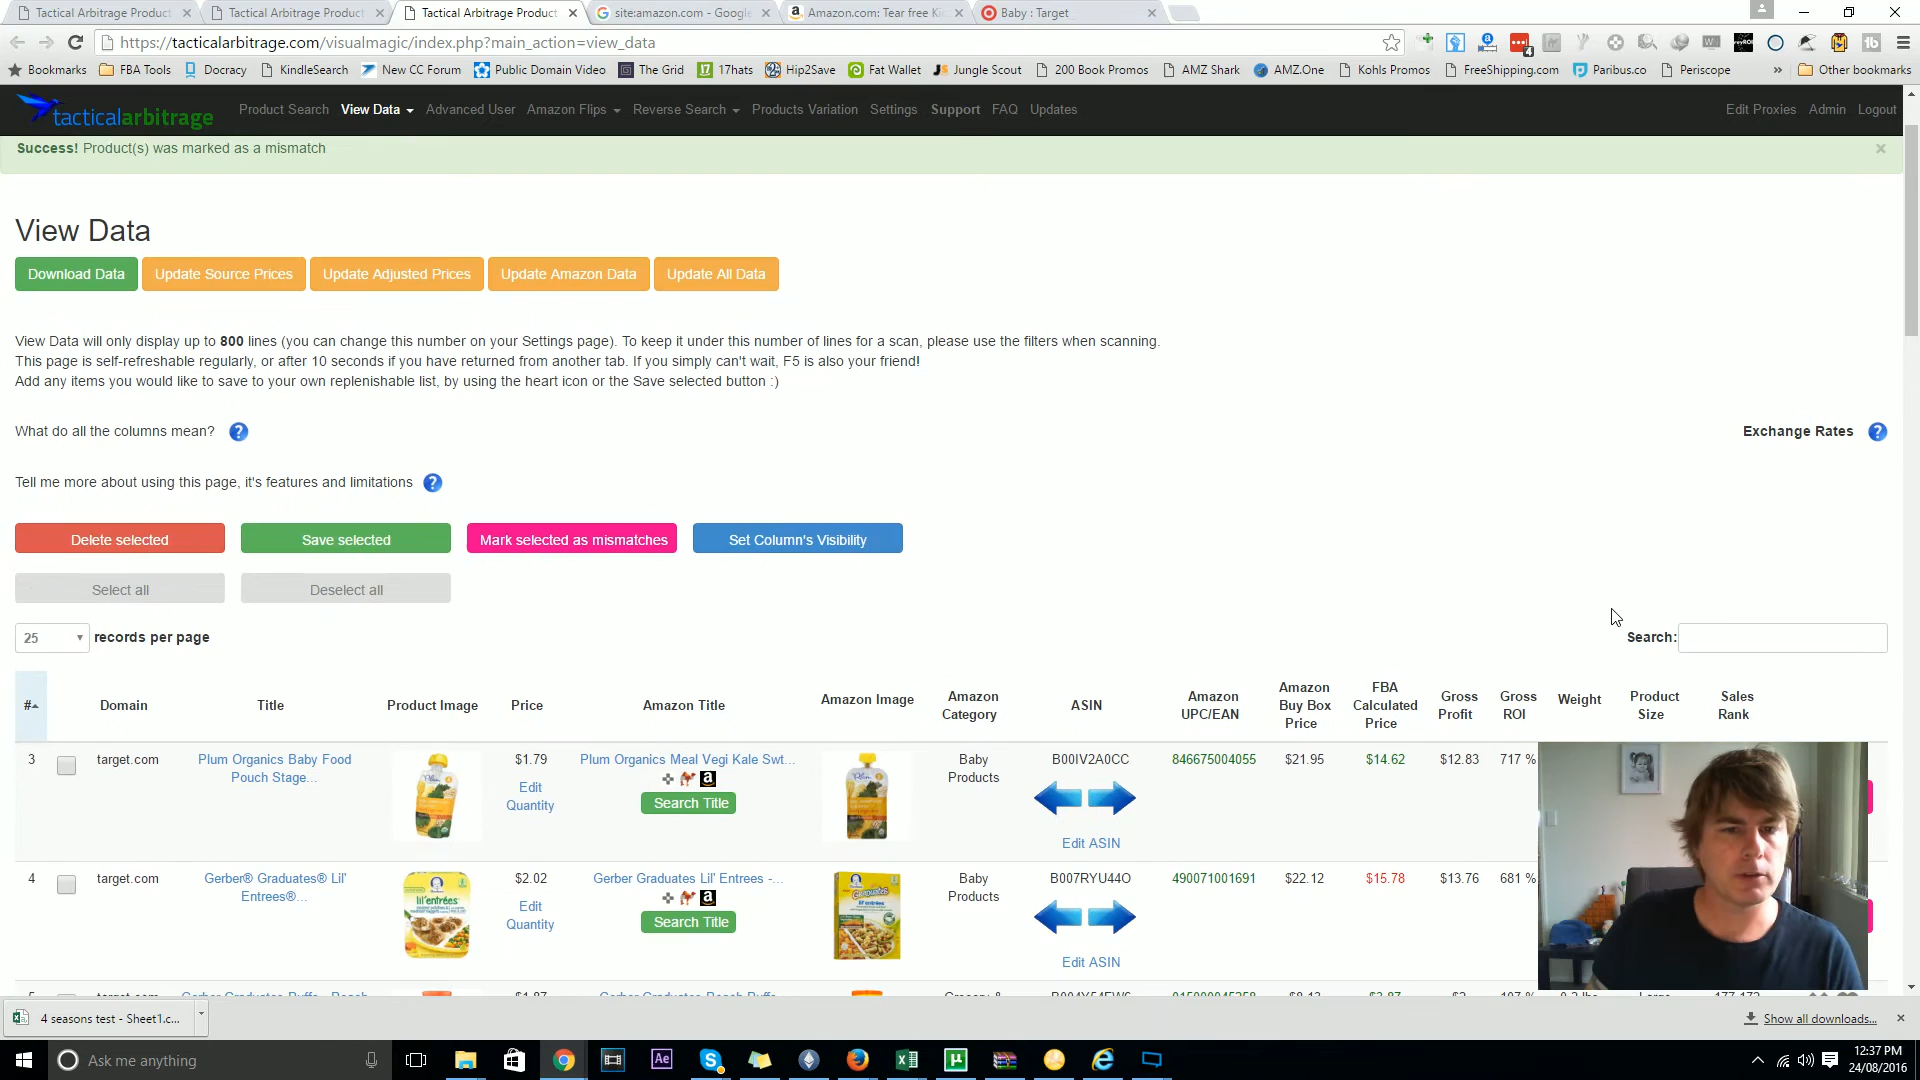 Tactical Arbitrage Product
Tactical Arbitrage Product
Tactical Arbitrage Product
site:amazon.com - Google
Amazon.com: Tear free Kid
Baby : Target
https://tacticalarbitrage.com/visualmagic/index.php?main_action=view_data
Bookmarks
FBA Tools
Docracy
KindleSearch
New CC Forum
Public Domain Video
The Grid
17hats
Hip2Save
Fat Wallet
Jungle Scout
200 Book Promos
AMZ Shark
AMZ.One
Kohls Promos
FreeShipping.com
Paribus.co
Periscope
»
Other bookmarks
tacticalarbitrage
Product Search
View Data
Advanced User
Amazon Flips
Reverse Search
Products Variation
Settings
Support
FAQ
Updates
Edit Proxies
Admin
Logout
Success! Product(s) was marked as a mismatch
View Data
Download Data
Update Source Prices
Update Adjusted Prices
Update Amazon Data
Update All Data
View Data will only display up to 800 lines (you can change this number on your Settings page). To keep it under this number of lines for a scan, please use the filters when scanning.
This page is self-refreshable regularly, or after 10 seconds if you have returned from another tab. If you simply can't wait, F5 is also your friend!
Add any items you would like to save to your own replenishable list, by using the heart icon or the Save selected button :)
What do all the columns mean?
Exchange Rates
Tell me more about using this page, it's features and limitations
Delete selected
Save selected
Mark selected as mismatches
Set Column's Visibility
Select all
Deselect all
25
records per page
Search:
#
Domain
Title
Product Image
Price
Amazon Title
Amazon Image
Amazon Category
ASIN
Amazon UPC/EAN
Amazon Buy Box Price
FBA Calculated Price
Gross Profit
Gross ROI
Weight
Product Size
Sales Rank
3
target.com
Plum Organics Baby Food Pouch Stage...
$1.79
Edit Quantity
Plum Organics Meal Vegi Kale Swt...
Search Title
Baby Products
B00IV2A0CC
Edit ASIN
846675004055
$21.95
$14.62
$12.83
717 %
4
target.com
Gerber® Graduates® Lil' Entrees®...
$2.02
Edit Quantity
Gerber Graduates Lil' Entrees -...
Search Title
Baby Products
B007RYU44O
Edit ASIN
490071001691
$22.12
$15.78
$13.76
681 %
4 seasons test - Sheet1.c...
Show all downloads...
Ask me anything
12:37 PM
24/08/2016